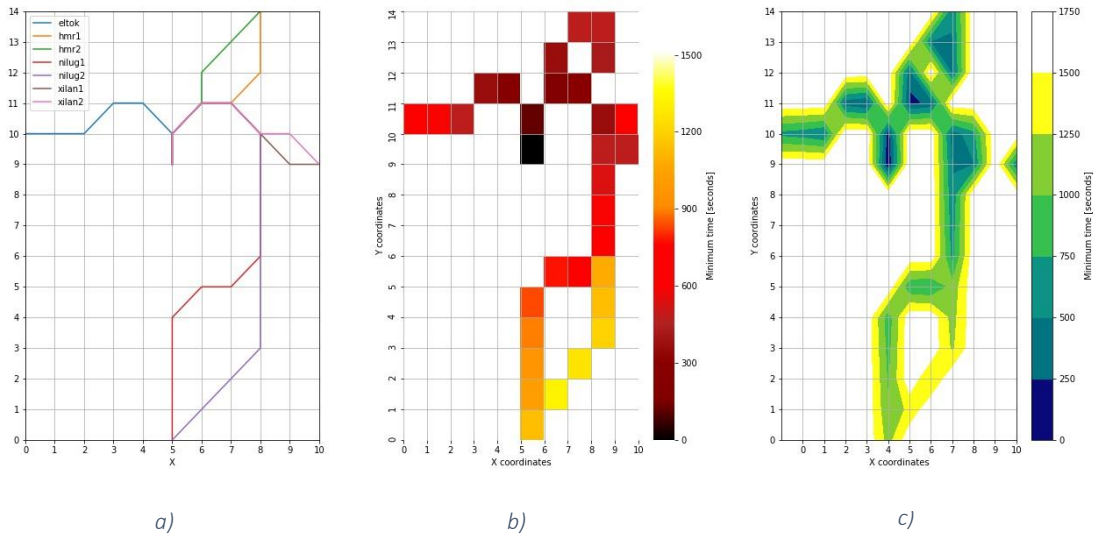 14
13
12
11
10
9
8
7
6
5
4
3
2
1
0
eltok
hmr1
hmr2
nilug1
nilug2
xilan1
xilan2
0 1 2 3 4 5 6 7 8 9 10
X
14
13
12
11
10
9
8
7
6
5
4
3
2
1
0
Y coordinates
0 1 2 3 4 5 6 7 8 9 10
X coordinates
1500
1200
900
600
300
0
Minimum time [seconds]
14
13
12
11
10
9
8
7
6
5
4
3
2
1
0
Y coordinates
0 1 2 3 4 5 6 7 8 9 10
X coordinates
1750
1500
1250
1000
750
500
250
0
Minimum time [seconds]
a)
b)
c)